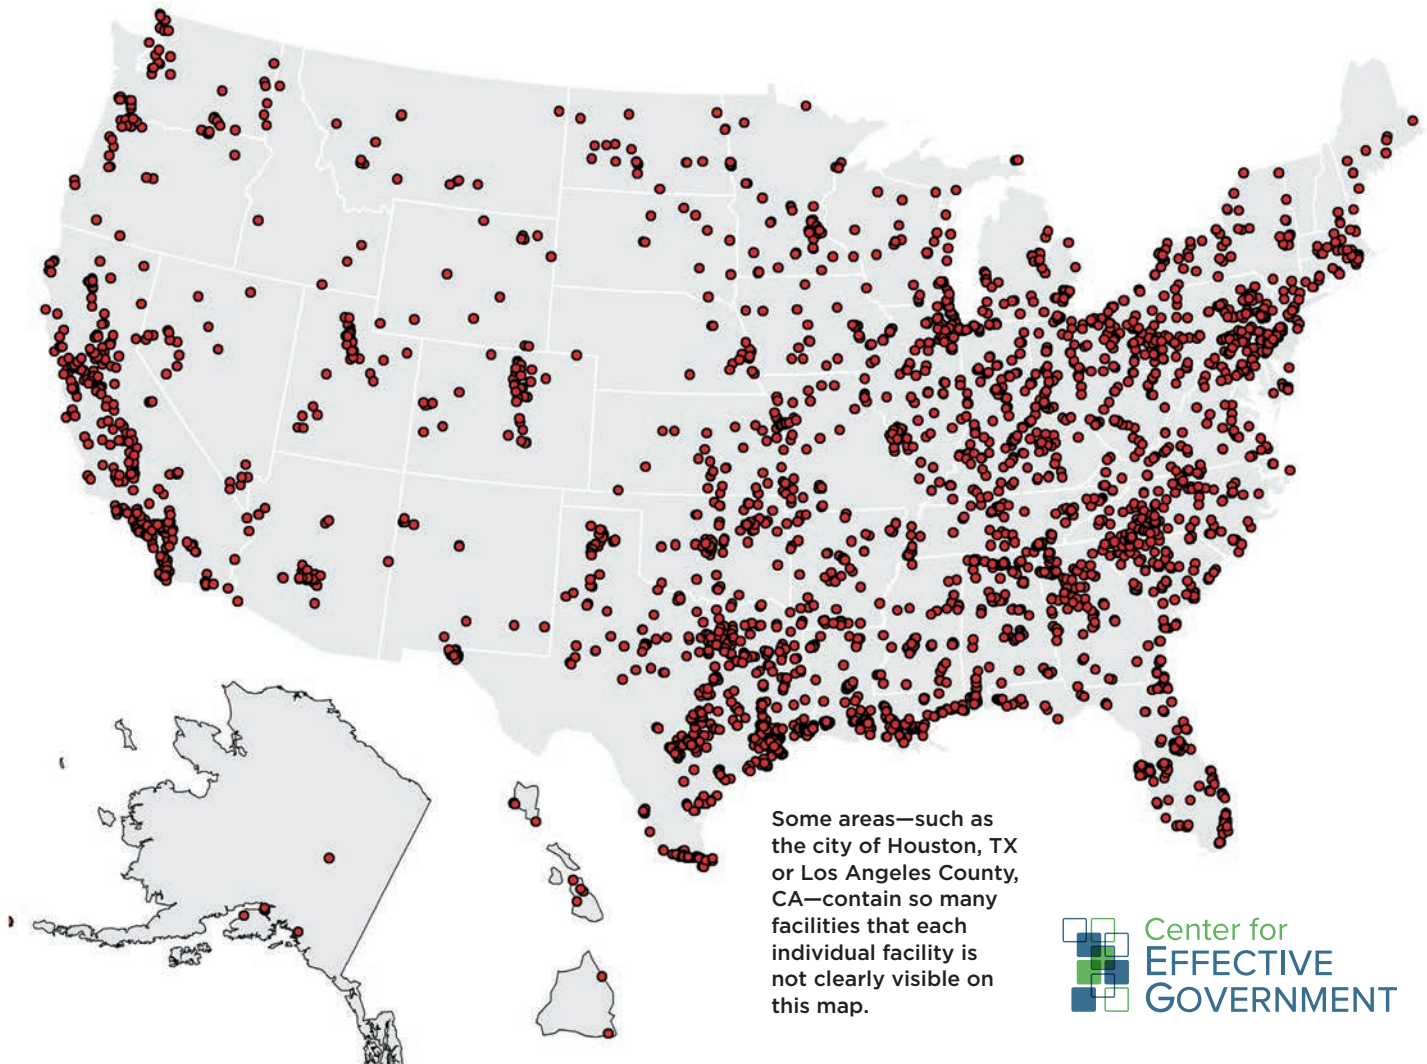 Some areas—such as
the city of Houston, TX
or Los Angeles County,
CA—contain so many
facilities that each
individual facility is
not clearly visible on
this map.
Center for
EFFECTIVE
GOVERNMENT